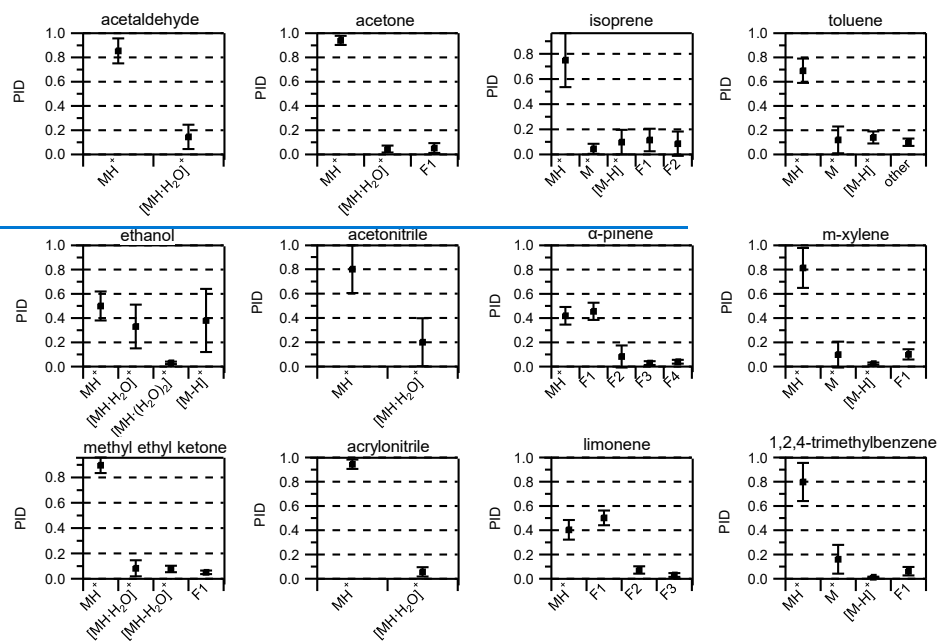 acetaldehyde
PID
1.0
0.8
0.6
0.4
0.2
0.0
MH⁺
[MH·H₂O]⁺
acetone
PID
1.0
0.8
0.6
0.4
0.2
0.0
MH⁺
[MH·H₂O]⁺
F1
isoprene
PID
0.8
0.6
0.4
0.2
0.0
MH⁺
M⁺
[M-H]⁺
F1
F2
toluene
PID
1.0
0.8
0.6
0.4
0.2
0.0
MH⁺
M⁺
[M-H]⁺
other
ethanol
PID
1.0
0.8
0.6
0.4
0.2
0.0
MH⁺
[MH·H₂O]⁺
[MH·(H₂O)₂]⁺
[M-H]⁺
acetonitrile
PID
1.0
0.8
0.6
0.4
0.2
0.0
MH⁺
[MH·H₂O]⁺
α-pinene
PID
1.0
0.8
0.6
0.4
0.2
0.0
MH⁺
F1
F2
F3
F4
m-xylene
PID
1.0
0.8
0.6
0.4
0.2
0.0
MH⁺
M⁺
[M-H]⁺
F1
methyl ethyl ketone
PID
0.8
0.6
0.4
0.2
0.0
MH⁺
[MH·H₂O]⁺
[MH·H₂O]⁺
F1
acrylonitrile
PID
1.0
0.8
0.6
0.4
0.2
0.0
MH⁺
[MH·H₂O]⁺
limonene
PID
1.0
0.8
0.6
0.4
0.2
0.0
MH⁺
F1
F2
F3
1,2,4-trimethylbenzene
PID
1.0
0.8
0.6
0.4
0.2
0.0
MH⁺
M⁺
[M-H]⁺
F1